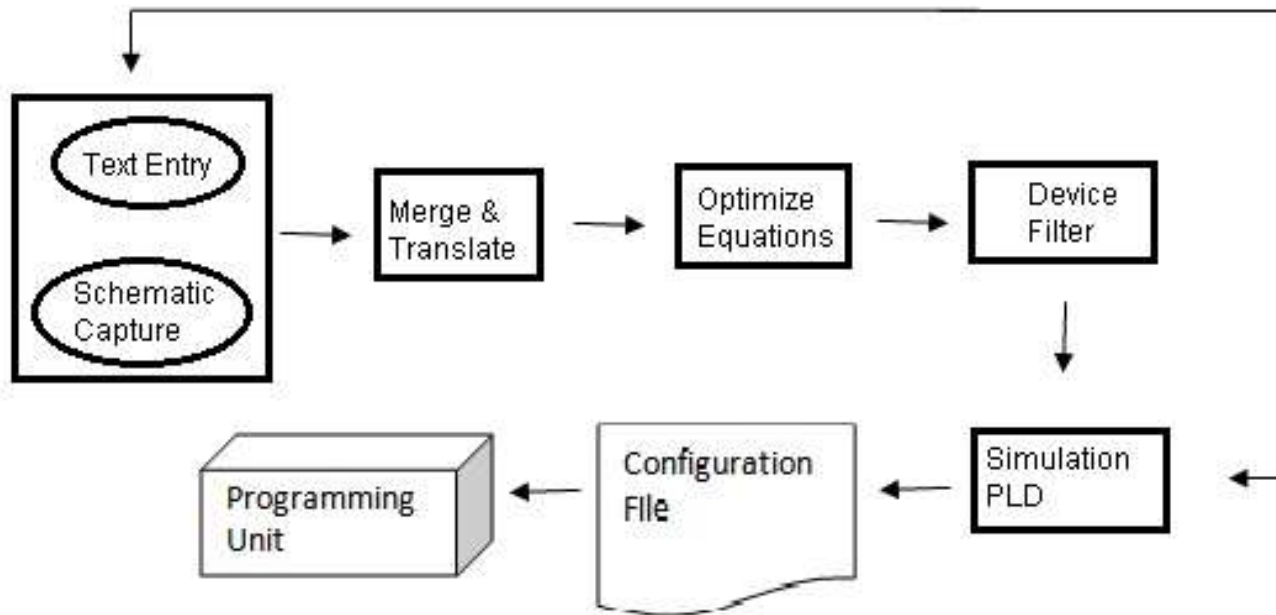 Text Entry
Schematic
Capture
Merge &
Translate
Optimize
Equations
Device
Filter
Simulation
PLD
Configuration
FIle
Programming
Unit